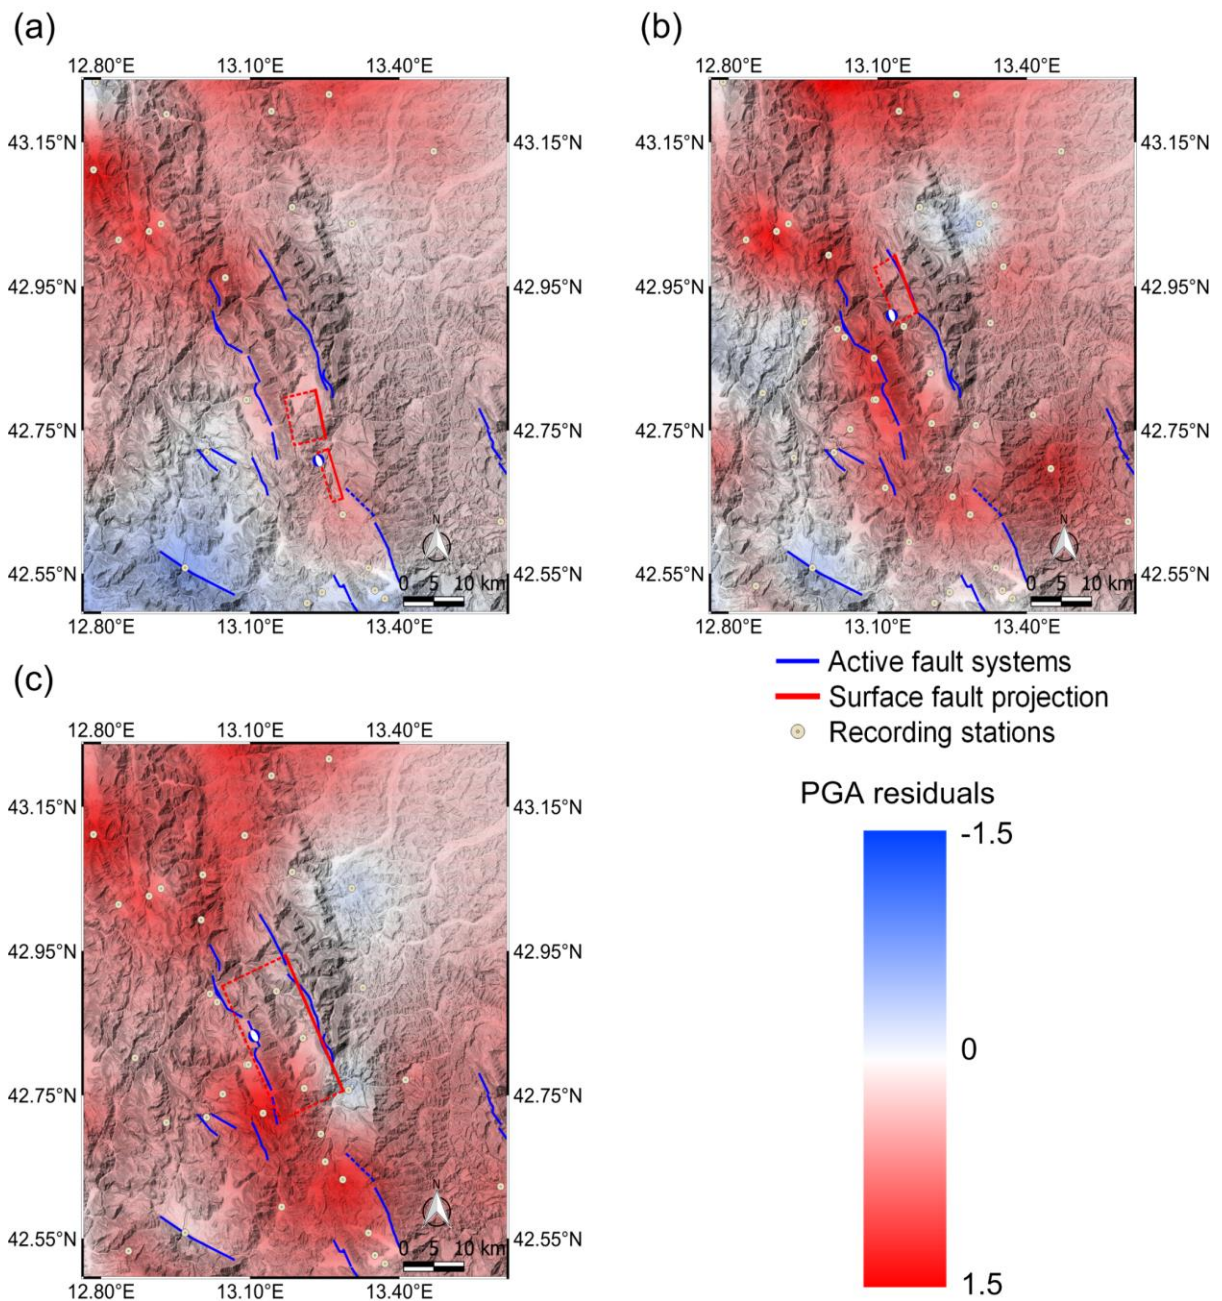 (a)
12.80°E 13.10°E 13.40°E
43.15°N 43.15°N
42.95°N 42.95°N
42.75°N 42.75°N
42.55°N 42.55°N
N
0 5 10 km
12.80°E 13.10°E 13.40°E
(b)
12.80°E 13.10°E 13.40°E
43.15°N 43.15°N
42.95°N 42.95°N
42.75°N 42.75°N
42.55°N 42.55°N
N
0 5 10 km
12.80°E 13.10°E 13.40°E
(c)
12.80°E 13.10°E 13.40°E
43.15°N 43.15°N
42.95°N 42.95°N
42.75°N 42.75°N
42.55°N 42.55°N
N
0 5 10 km
12.80°E 13.10°E 13.40°E
Active fault systems
Surface fault projection
Recording stations
PGA residuals
-1.5
0
1.5